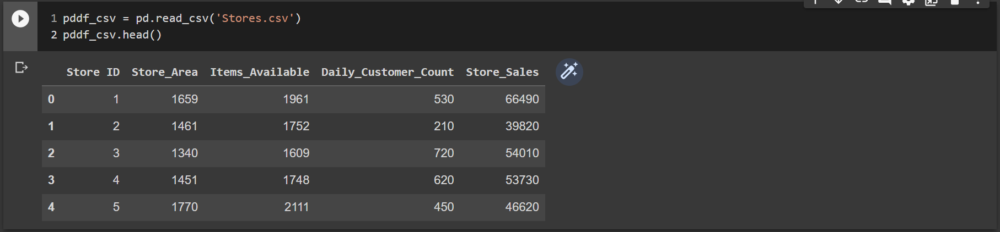 1 pddf_csv = pd.read_csv('Stores.csv')
2 pddf_csv.head()
Store ID Store_Area Items_Available Daily_Customer_Count Store_Sales
0 1 1659 1961 530 66490
1 2 1461 1752 210 39820
2 3 1340 1609 720 54010
3 4 1451 1748 620 53730
4 5 1770 2111 450 46620